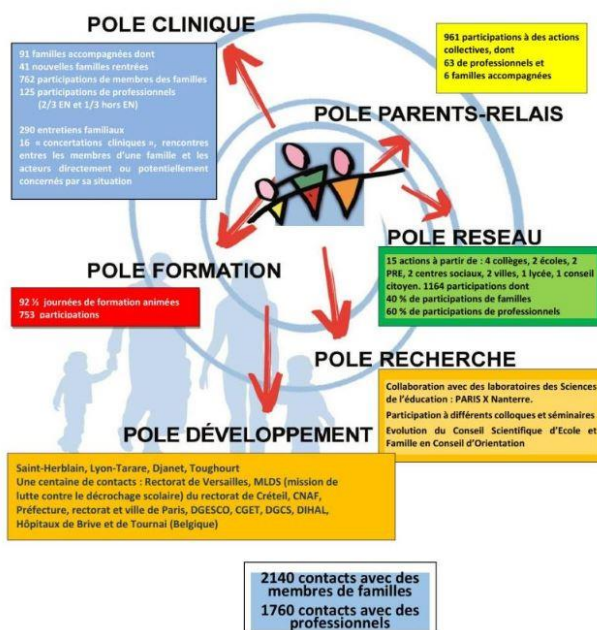 POLE CLINIQUE
91 familles accompagnées dont
41 nouvelles familles rentrées
762 participations de membres des familles
125 participations de professionnels
(2/3 EN et 1/3 hors EN)
290 entretiens familiaux
16 « concertations cliniques », rencontres
entre les membres d'une famille et les
acteurs directement ou potentiellement
concernés par sa situation
961 participations à des actions
collectives, dont
63 de professionnels et
6 familles accompagnées
POLE PARENTS-RELAIS
POLE RESEAU
15 actions à partir de : 4 collèges, 2 écoles, 2
PRE, 2 centres sociaux, 2 villes, 1 lycée, 1 conseil
citoyen. 1164 participations dont
40 % de participations de familles
60 % de participations de professionnels
POLE FORMATION
92 ½ journées de formation animées
753 participations
POLE RECHERCHE
Collaboration avec des laboratoires des Sciences
de l'éducation : PARIS X Nanterre.
Participation à différents colloques et séminaires
Evolution du Conseil Scientifique d'Ecole et
Famille en Conseil d'Orientation
POLE DÉVELOPPEMENT
Saint-Herblain, Lyon-Tarare, Djanet, Toughourt
Une centaine de contacts : Rectorat de Versailles, MLDS (mission de
lutte contre le décrochage scolaire) du rectorat de Créteil, CNAF,
Préfecture, rectorat et ville de Paris, DGESCO, CGET, DGCS, DIHAL,
Hôpitaux de Brive et de Tournai (Belgique)
2140 contacts avec des
membres de familles
1760 contacts avec des
professionnels